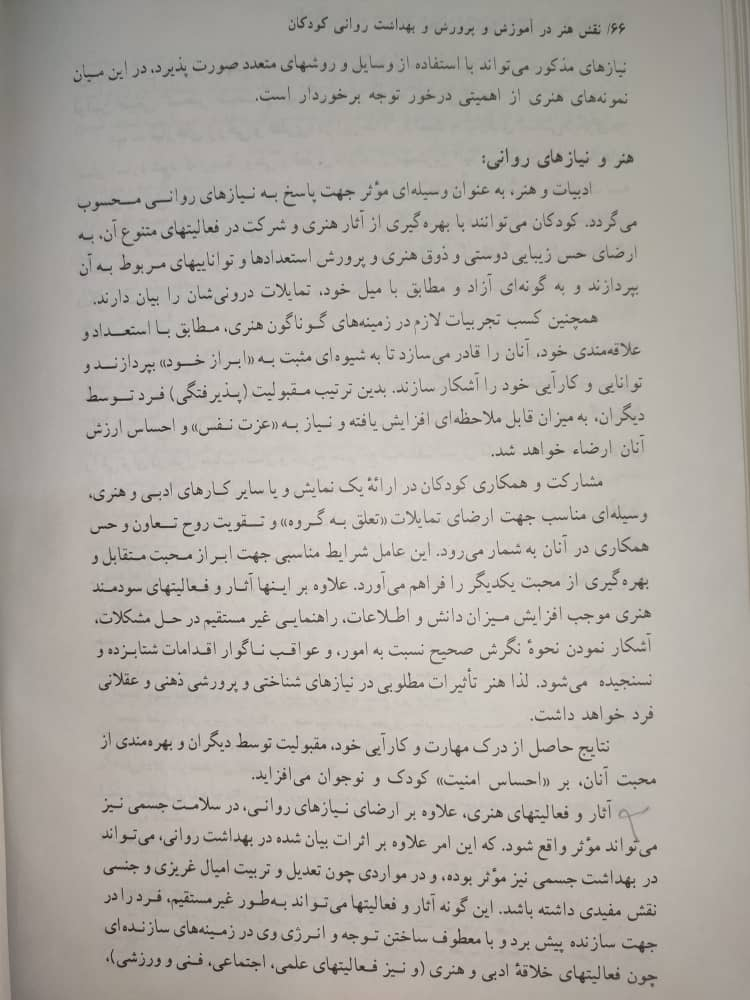 ۶۶/ نقش هنر در آموزش و پرورش و بهداشت روانی کودکان
نیازهای مذکور می‌تواند با استفاده از وسایل و روشهای متعدد صورت پذیرد، در این میان
نمونه‌های هنری از اهمیتی درخور توجه برخوردار است.
هنر و نیازهای روانی:
ادبیات و هنر، به عنوان وسیله‌ای مؤثر جهت پاسخ به نیازهای روانی محسوب
می‌گردد. کودکان می‌توانند با بهره‌گیری از آثار هنری و شرکت در فعالیتهای متنوع آن، به
ارضای حس زیبایی دوستی و ذوق هنری و پرورش استعدادها و تواناییهای مربوط به آن
بپردازند و به گونه‌ای آزاد و مطابق با میل خود، تمایلات درونی‌شان را بیان دارند.
همچنین کسب تجربیات لازم در زمینه‌های گوناگون هنری، مطابق با استعداد و
علاقه‌مندی خود، آنان را قادر می‌سازد تا به شیوه‌ای مثبت به «ابراز خود» بپردازند و
توانایی و کارآیی خود را آشکار سازند. بدین ترتیب مقبولیت (پذیرفتگی) فرد توسط
دیگران، به میزان قابل ملاحظه‌ای افزایش یافته و نیاز به «عزت نفس» و احساس ارزش
آنان ارضاء خواهد شد.
مشارکت و همکاری کودکان در ارائهٔ یک نمایش و یا سایر کارهای ادبی و هنری،
وسیله‌ای مناسب جهت ارضای تمایلات «تعلق به گروه» و تقویت روح تعاون و حس
همکاری در آنان به شمار می‌رود. این عامل شرایط مناسبی جهت ابراز محبت متقابل و
بهره‌گیری از محبت یکدیگر را فراهم می‌آورد. علاوه بر اینها آثار و فعالیتهای سودمند
هنری موجب افزایش میزان دانش و اطلاعات، راهنمایی غیر مستقیم در حل مشکلات،
آشکار نمودن نحوهٔ نگرش صحیح نسبت به امور، و عواقب ناگوار اقدامات شتابزده و
نسنجیده می‌شود. لذا هنر تأثیرات مطلوبی در نیازهای شناختی و پرورشی ذهنی و عقلانی
فرد خواهد داشت.
نتایج حاصل از درک مهارت و کارآیی خود، مقبولیت توسط دیگران و بهره‌مندی از
محبت آنان، بر «احساس امنیت» کودک و نوجوان می‌افزاید.
آثار و فعالیتهای هنری، علاوه بر ارضای نیازهای روانی، در سلامت جسمی نیز
می‌تواند مؤثر واقع شود. که این امر علاوه بر اثرات بیان شده در بهداشت روانی، می‌تواند
در بهداشت جسمی نیز مؤثر بوده، و در مواردی چون تعدیل و تربیت امیال غریزی و جنسی
نقش مفیدی داشته باشد. این گونه آثار و فعالیتها می‌تواند به‌طور غیرمستقیم، فرد را در
جهت سازنده پیش برد و با معطوف ساختن توجه و انرژی وی در زمینه‌های سازنده‌ای
چون فعالیتهای خلاقهٔ ادبی و هنری (و نیز فعالیتهای علمی، اجتماعی، فنی و ورزشی)،